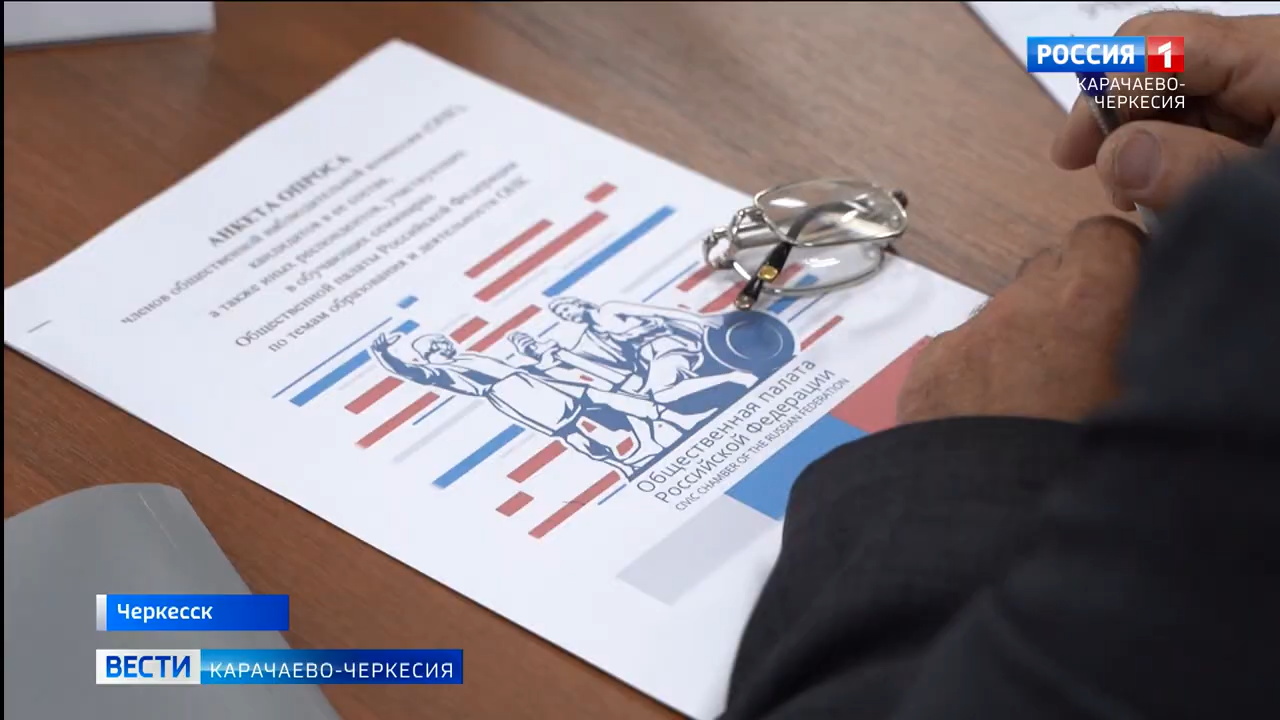 РОССИЯ 1
КАРАЧАЕВО-
ЧЕРКЕСИЯ
АНКЕТА ОПРОСА
членов общественной наблюдательной комиссии (ОНК),
кандидатов в ее состав,
а также иных респондентов, участвующих
в обучающих семинарах
Общественной палаты Российской Федерации
по темам образования и деятельности ОНК
Общественная палата
Российской Федерации
CIVIC CHAMBER OF THE RUSSIAN FEDERATION
Черкесск
ВЕСТИ КАРАЧАЕВО-ЧЕРКЕСИЯ